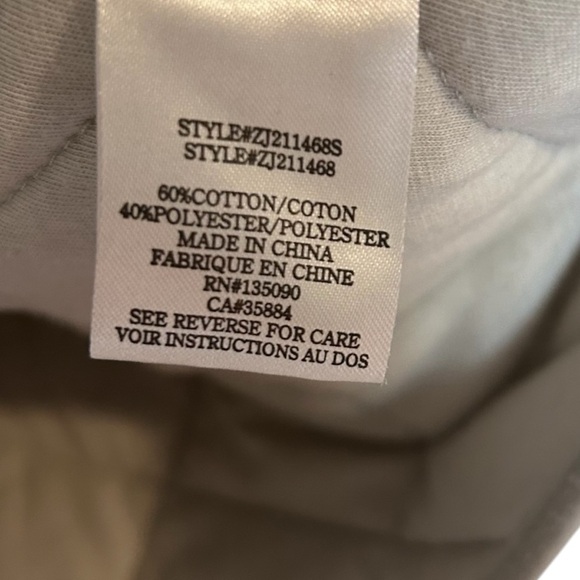 STYLE#ZJ211468S
STYLE#ZJ211468
60%COTTON/COTON
40%POLYESTER/POLYESTER
MADE IN CHINA
FABRIQUE EN CHINE
RN#135090
CA#35884
SEE REVERSE FOR CARE
VOIR INSTRUCTIONS AU DOS